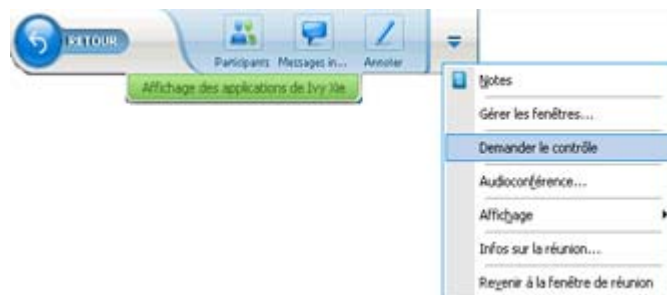 RETOUR
Participants Messages in... Annoter
Affichage des applications de Ivy Xie
Notes
Gérer les fenêtres...
Demander le contrôle
Audioconférence...
Affichage
Infos sur la réunion...
Revenir à la fenêtre de réunion